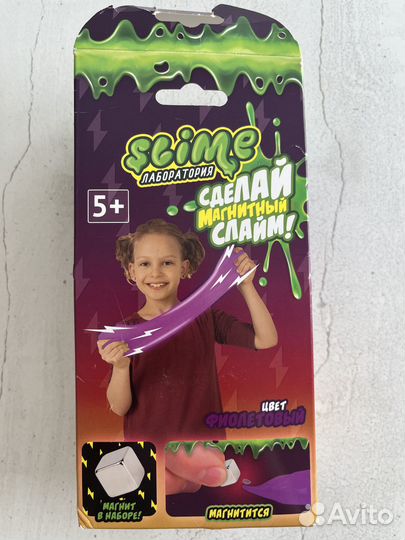 Slime
ЛАБОРАТОРИЯ
5+
СДЕЛАЙ
МАГНИТНЫЙ
СЛАЙМ!
ЦВЕТ
ФИОЛЕТОВЫЙ
МАГНИТ
В НАБОРЕ!
МАГНИТИТСЯ
Avito